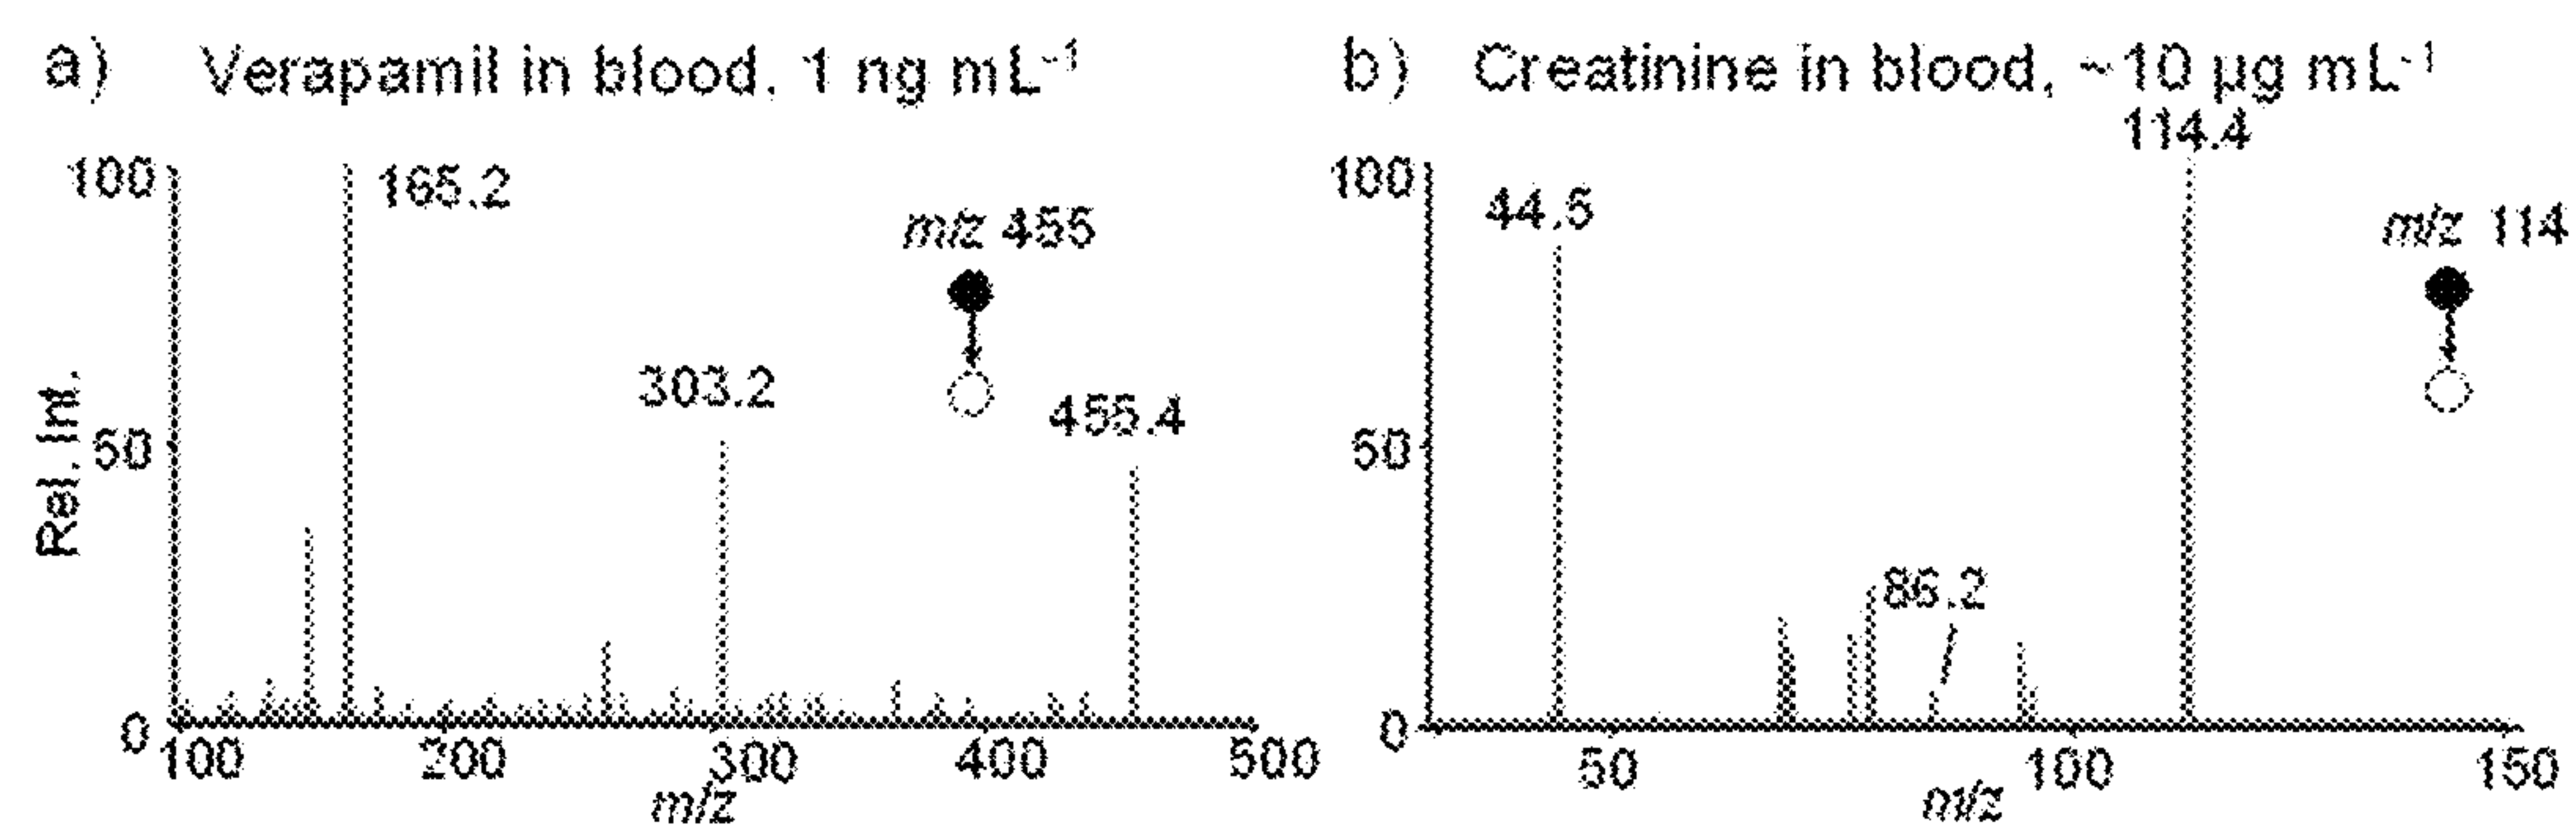 a) Verapamil in blood, 1 ng mL-1
100
165.2
m/z 455
303.2
455.4
Rel. Int.
50
0
100 200 300 400 500
m/z
b) Creatinine in blood, ~10 µg mL-1
114.4
100
44.5
m/z 114
50
86.2
0
50 100 150
m/z